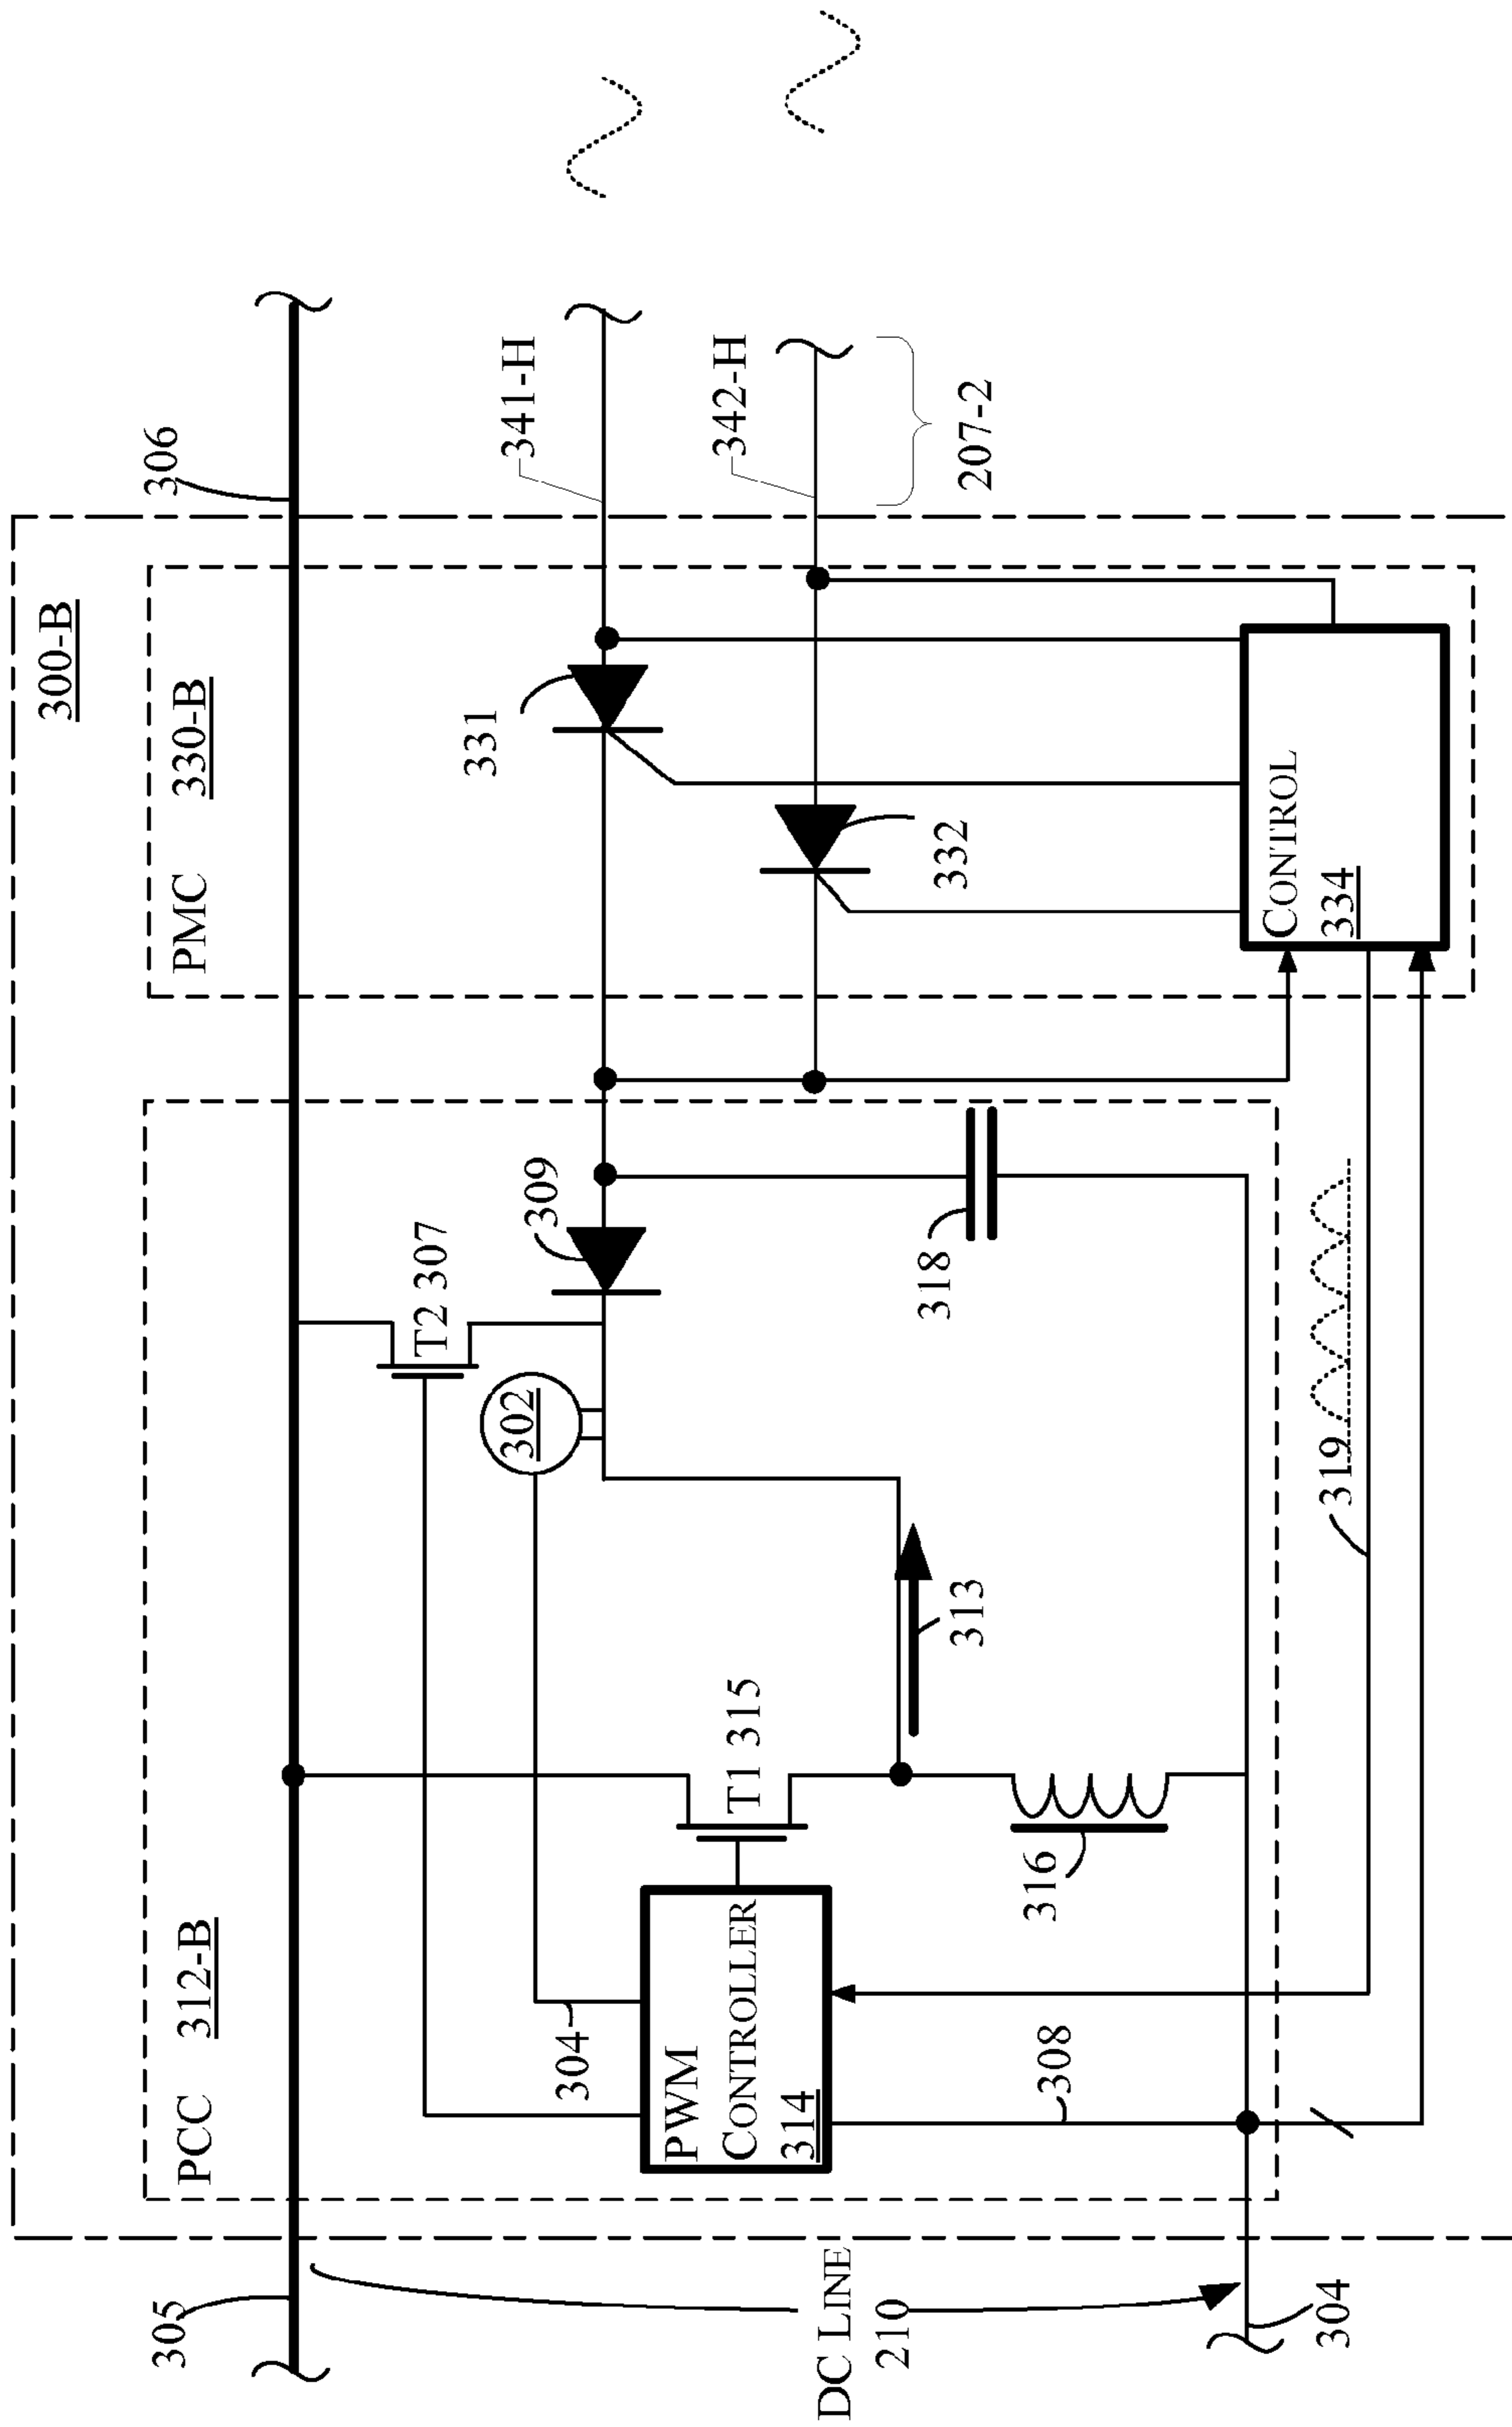 300-B
PCC 312-B
PMC 330-B
305
306
T2 307
309
302
331
341-H
304
PWM
CONTROLLER
314
T1 315
342-H
332
DC LINE
210
313
318
207-2
316
308
CONTROL
334
319
304